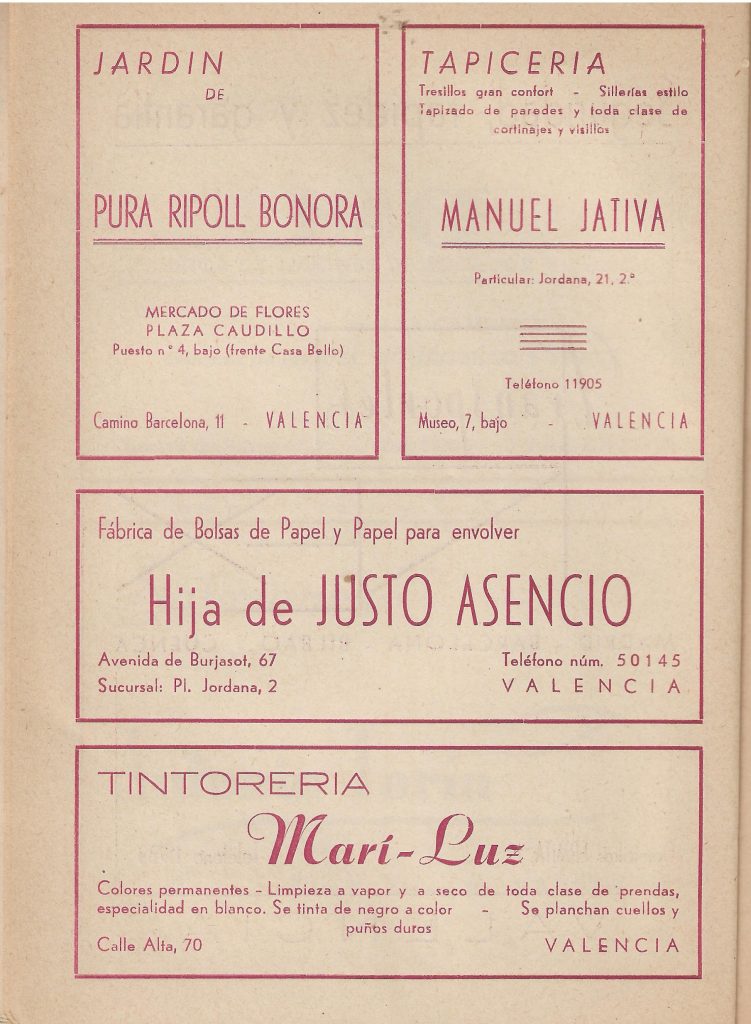 JARDIN
DE
PURA RIPOLL BONORA
MERCADO DE FLORES
PLAZA CAUDILLO
Puesto n° 4, bajo (frente Casa Bello)
Camino Barcelona, 11 - VALENCIA
TAPICERIA
Tresillos gran confort - Sillerías estilo
Tapizado de paredes y toda clase de
cortinajes y visillos
MANUEL JATIVA
Particular: Jordana, 21, 2.°
Teléfono 11905
Museo, 7, bajo - VALENCIA
Fábrica de Bolsas de Papel y Papel para envolver
Hija de JUSTO ASENCIO
Avenida de Burjasot, 67 Teléfono núm. 50145
Sucursal: Pl. Jordana, 2 VALENCIA
TINTORERIA
Marí-Luz
Colores permanentes - Limpieza a vapor y a seco de toda clase de prendas,
especialidad en blanco. Se tinta de negro a color - Se planchan cuellos y
puños duros
Calle Alta, 70 VALENCIA